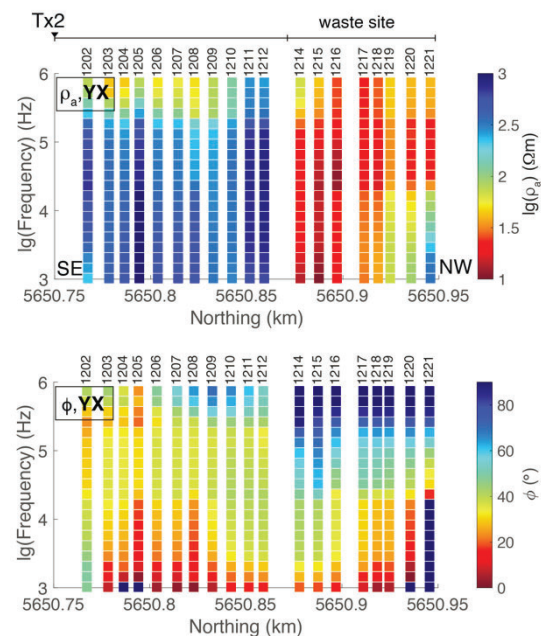 Tx2
waste site
1202 1203 1204 1205 1206 1207 1208 1209 1210 1211 1212 1214 1215 1216 1217 1218 1219 1220 1221
ρa,YX
lg(Frequency) (Hz)
6
5
4
3
SE
NW
5650.75 5650.8 5650.85 5650.9 5650.95
Northing (km)
3
2.5
2
1.5
1
lg(ρa) (Ωm)
1202 1203 1204 1205 1206 1207 1208 1209 1210 1211 1212 1214 1215 1216 1217 1218 1219 1220 1221
ϕ,YX
lg(Frequency) (Hz)
6
5
4
3
5650.75 5650.8 5650.85 5650.9 5650.95
Northing (km)
80
60
40
20
0
ϕ (°)